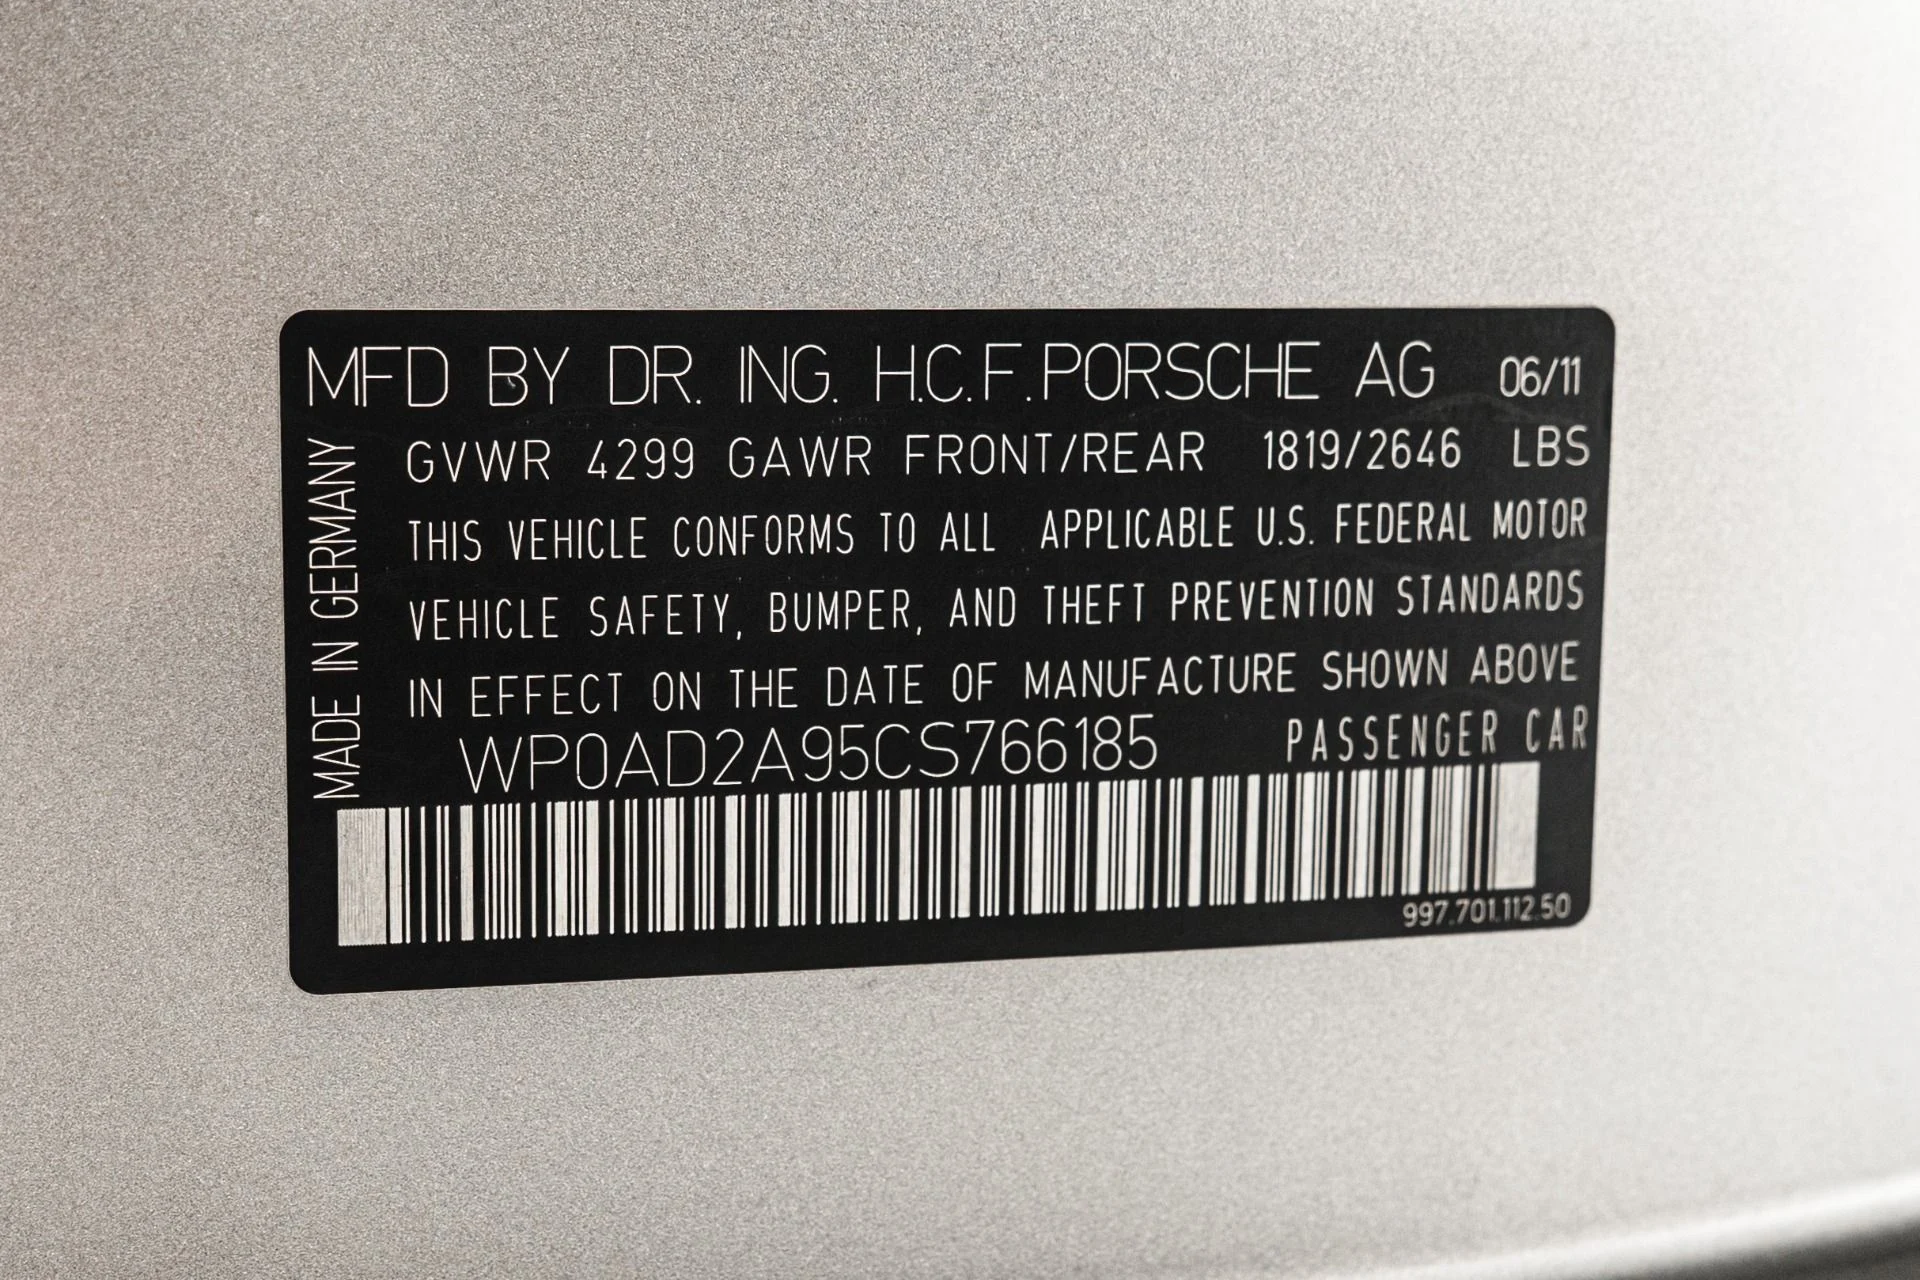 MFD BY DR. ING. H.C.F. PORSCHE AG 06/11
GVWR 4299 GAWR FRONT/REAR 1819/2646 LBS
THIS VEHICLE CONFORMS TO ALL APPLICABLE U.S. FEDERAL MOTOR
VEHICLE SAFETY, BUMPER, AND THEFT PREVENTION STANDARDS
IN EFFECT ON THE DATE OF MANUFACTURE SHOWN ABOVE
WP0AD2A95CS766185 PASSENGER CAR
997.701.112.50
MADE IN GERMANY